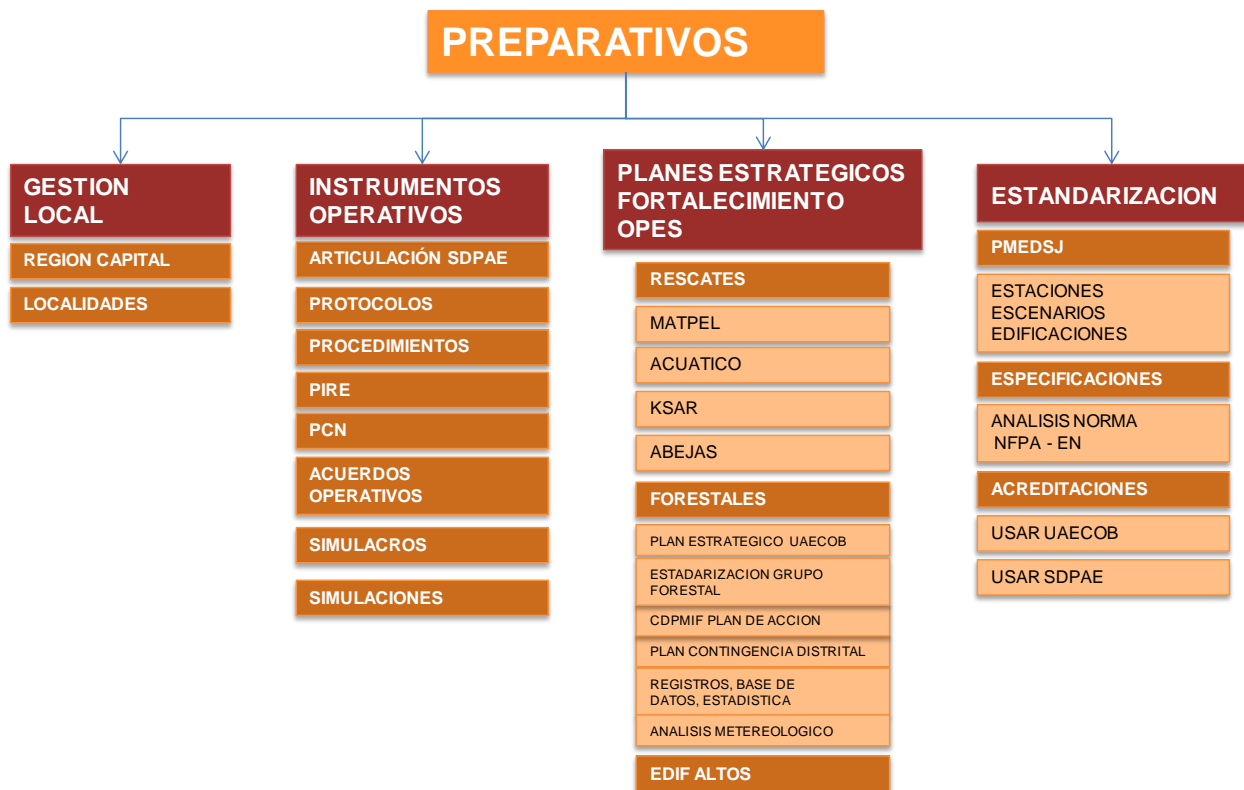 PREPARATIVOS
GESTION
LOCAL
REGION CAPITAL
LOCALIDADES
INSTRUMENTOS
OPERATIVOS
ARTICULACIÓN SDPAE
PROTOCOLOS
PROCEDIMIENTOS
PIRE
PCN
ACUERDOS
OPERATIVOS
SIMULACROS
SIMULACIONES
PLANES ESTRATEGICOS
FORTALECIMIENTO
OPES
RESCATES
MATPEL
ACUATICO
KSAR
ABEJAS
FORESTALES
PLAN ESTRATEGICO UAECOB
ESTADARIZACION GRUPO
FORESTAL
CDPMIF PLAN DE ACCION
PLAN CONTINGENCIA DISTRITAL
REGISTROS, BASE DE
DATOS, ESTADISTICA
ANALISIS METEREOLOGICO
EDIF ALTOS
ESTANDARIZACION
PMEDSJ
ESTACIONES
ESCENARIOS
EDIFICACIONES
ESPECIFICACIONES
ANALISIS NORMA
NFPA - EN
ACREDITACIONES
USAR UAECOB
USAR SDPAE